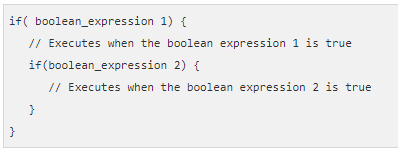 if( boolean_expression 1) {
   // Executes when the boolean expression 1 is true
   if(boolean_expression 2) {
      // Executes when the boolean expression 2 is true
   }
}